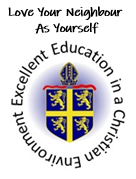 Love Your Neighbour
As Yourself
Excellent Education in a Christian Environment